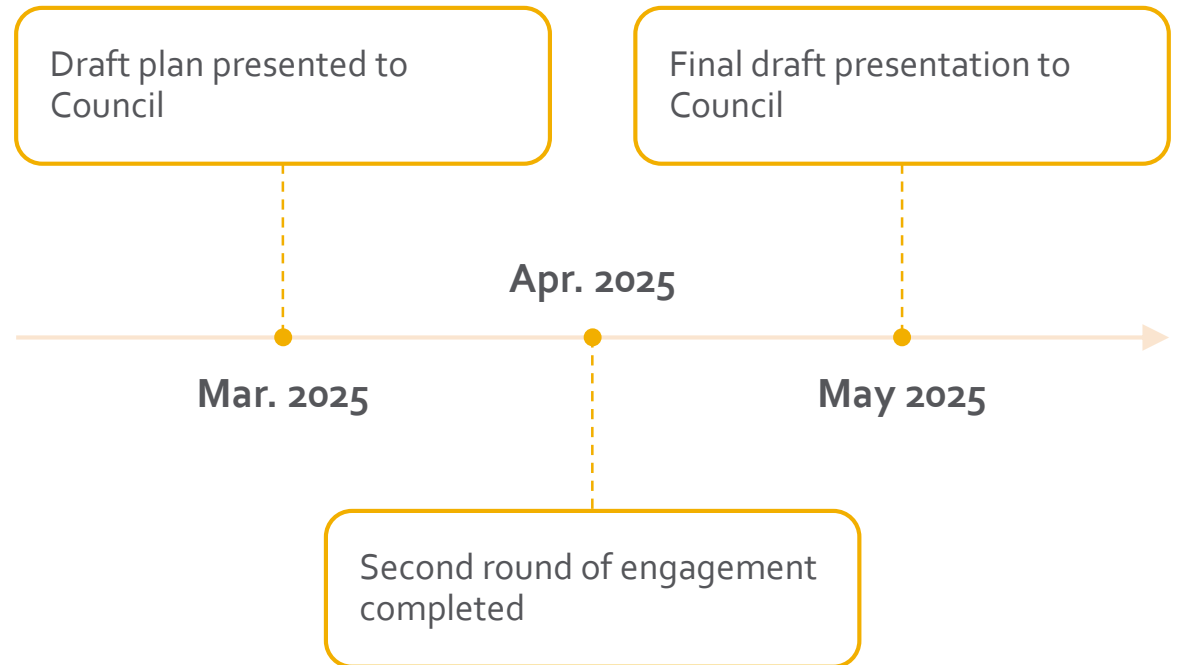 Draft plan presented to
Council
Final draft presentation to
Council
Apr. 2025
Mar. 2025
May 2025
Second round of engagement
completed